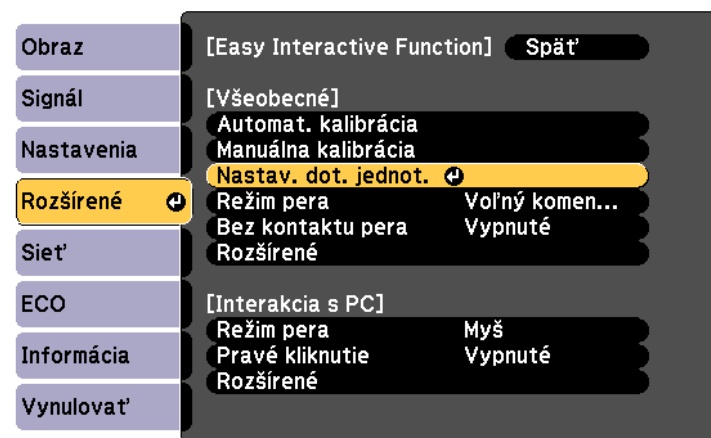 Obraz
Signál
Nastavenia
Rozšírené
Sieť
ECO
Informácia
Vynulovať
[Easy Interactive Function] Späť
[Všeobecné]
Automat. kalibrácia
Manuálna kalibrácia
Nastav. dot. jednot.
Režim pera Voľný komen...
Bez kontaktu pera Vypnuté
Rozšírené
[Interakcia s PC]
Režim pera Myš
Pravé kliknutie Vypnuté
Rozšírené